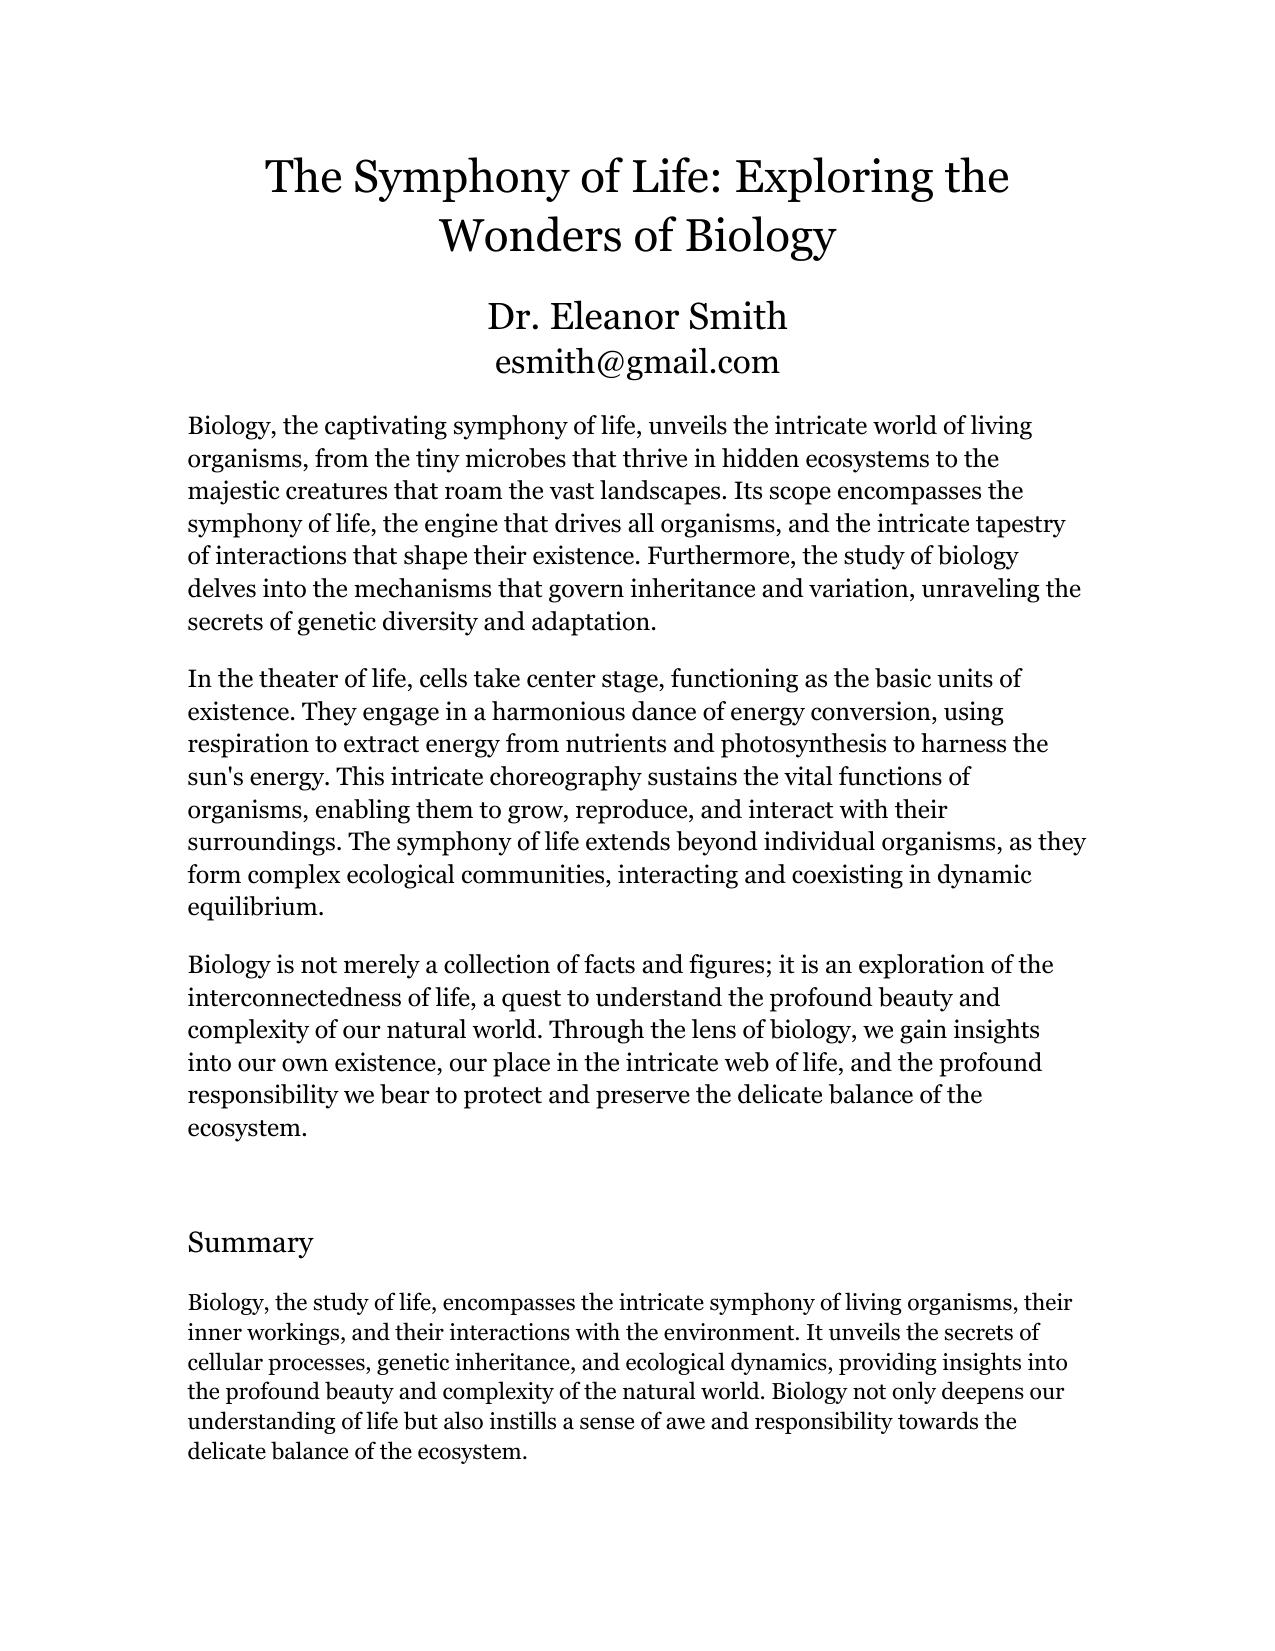 The Symphony of Life: Exploring the
Wonders of Biology
Dr. Eleanor Smith
esmith@gmail.com
Biology, the captivating symphony of life, unveils the intricate world of living
organisms, from the tiny microbes that thrive in hidden ecosystems to the
majestic creatures that roam the vast landscapes. Its scope encompasses the
symphony of life, the engine that drives all organisms, and the intricate tapestry
of interactions that shape their existence. Furthermore, the study of biology
delves into the mechanisms that govern inheritance and variation, unraveling the
secrets of genetic diversity and adaptation.
In the theater of life, cells take center stage, functioning as the basic units of
existence. They engage in a harmonious dance of energy conversion, using
respiration to extract energy from nutrients and photosynthesis to harness the
sun's energy. This intricate choreography sustains the vital functions of
organisms, enabling them to grow, reproduce, and interact with their
surroundings. The symphony of life extends beyond individual organisms, as they
form complex ecological communities, interacting and coexisting in dynamic
equilibrium.
Biology is not merely a collection of facts and figures; it is an exploration of the
interconnectedness of life, a quest to understand the profound beauty and
complexity of our natural world. Through the lens of biology, we gain insights
into our own existence, our place in the intricate web of life, and the profound
responsibility we bear to protect and preserve the delicate balance of the
ecosystem.
Summary
Biology, the study of life, encompasses the intricate symphony of living organisms, their
inner workings, and their interactions with the environment. It unveils the secrets of
cellular processes, genetic inheritance, and ecological dynamics, providing insights into
the profound beauty and complexity of the natural world. Biology not only deepens our
understanding of life but also instills a sense of awe and responsibility towards the
delicate balance of the ecosystem.